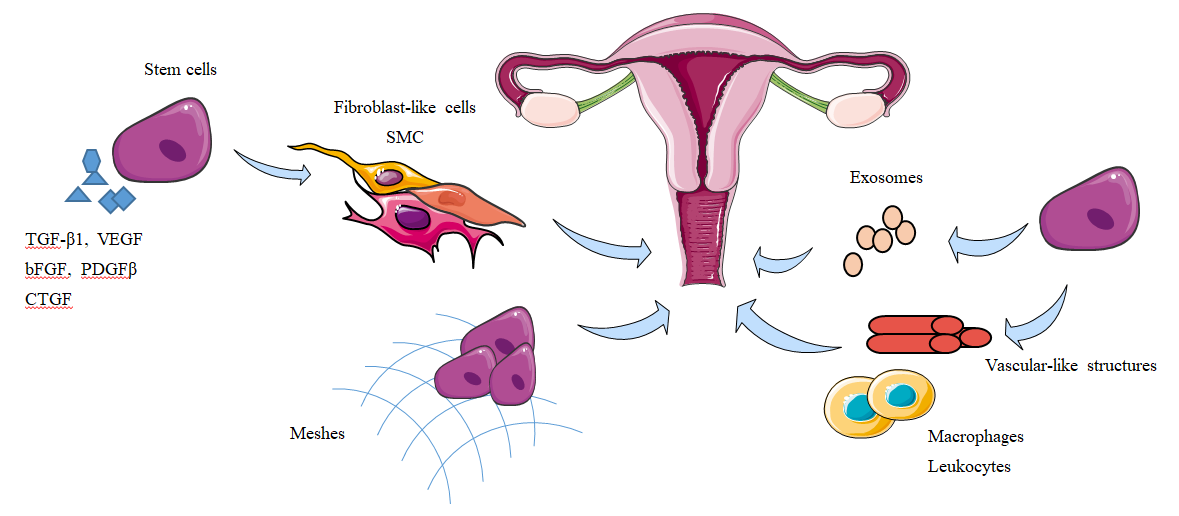 Stem cells
Fibroblast-like cells
SMC
TGF-β1, VEGF
bFGF, PDGFβ
CTGF
Meshes
Exosomes
Vascular-like structures
Macrophages
Leukocytes